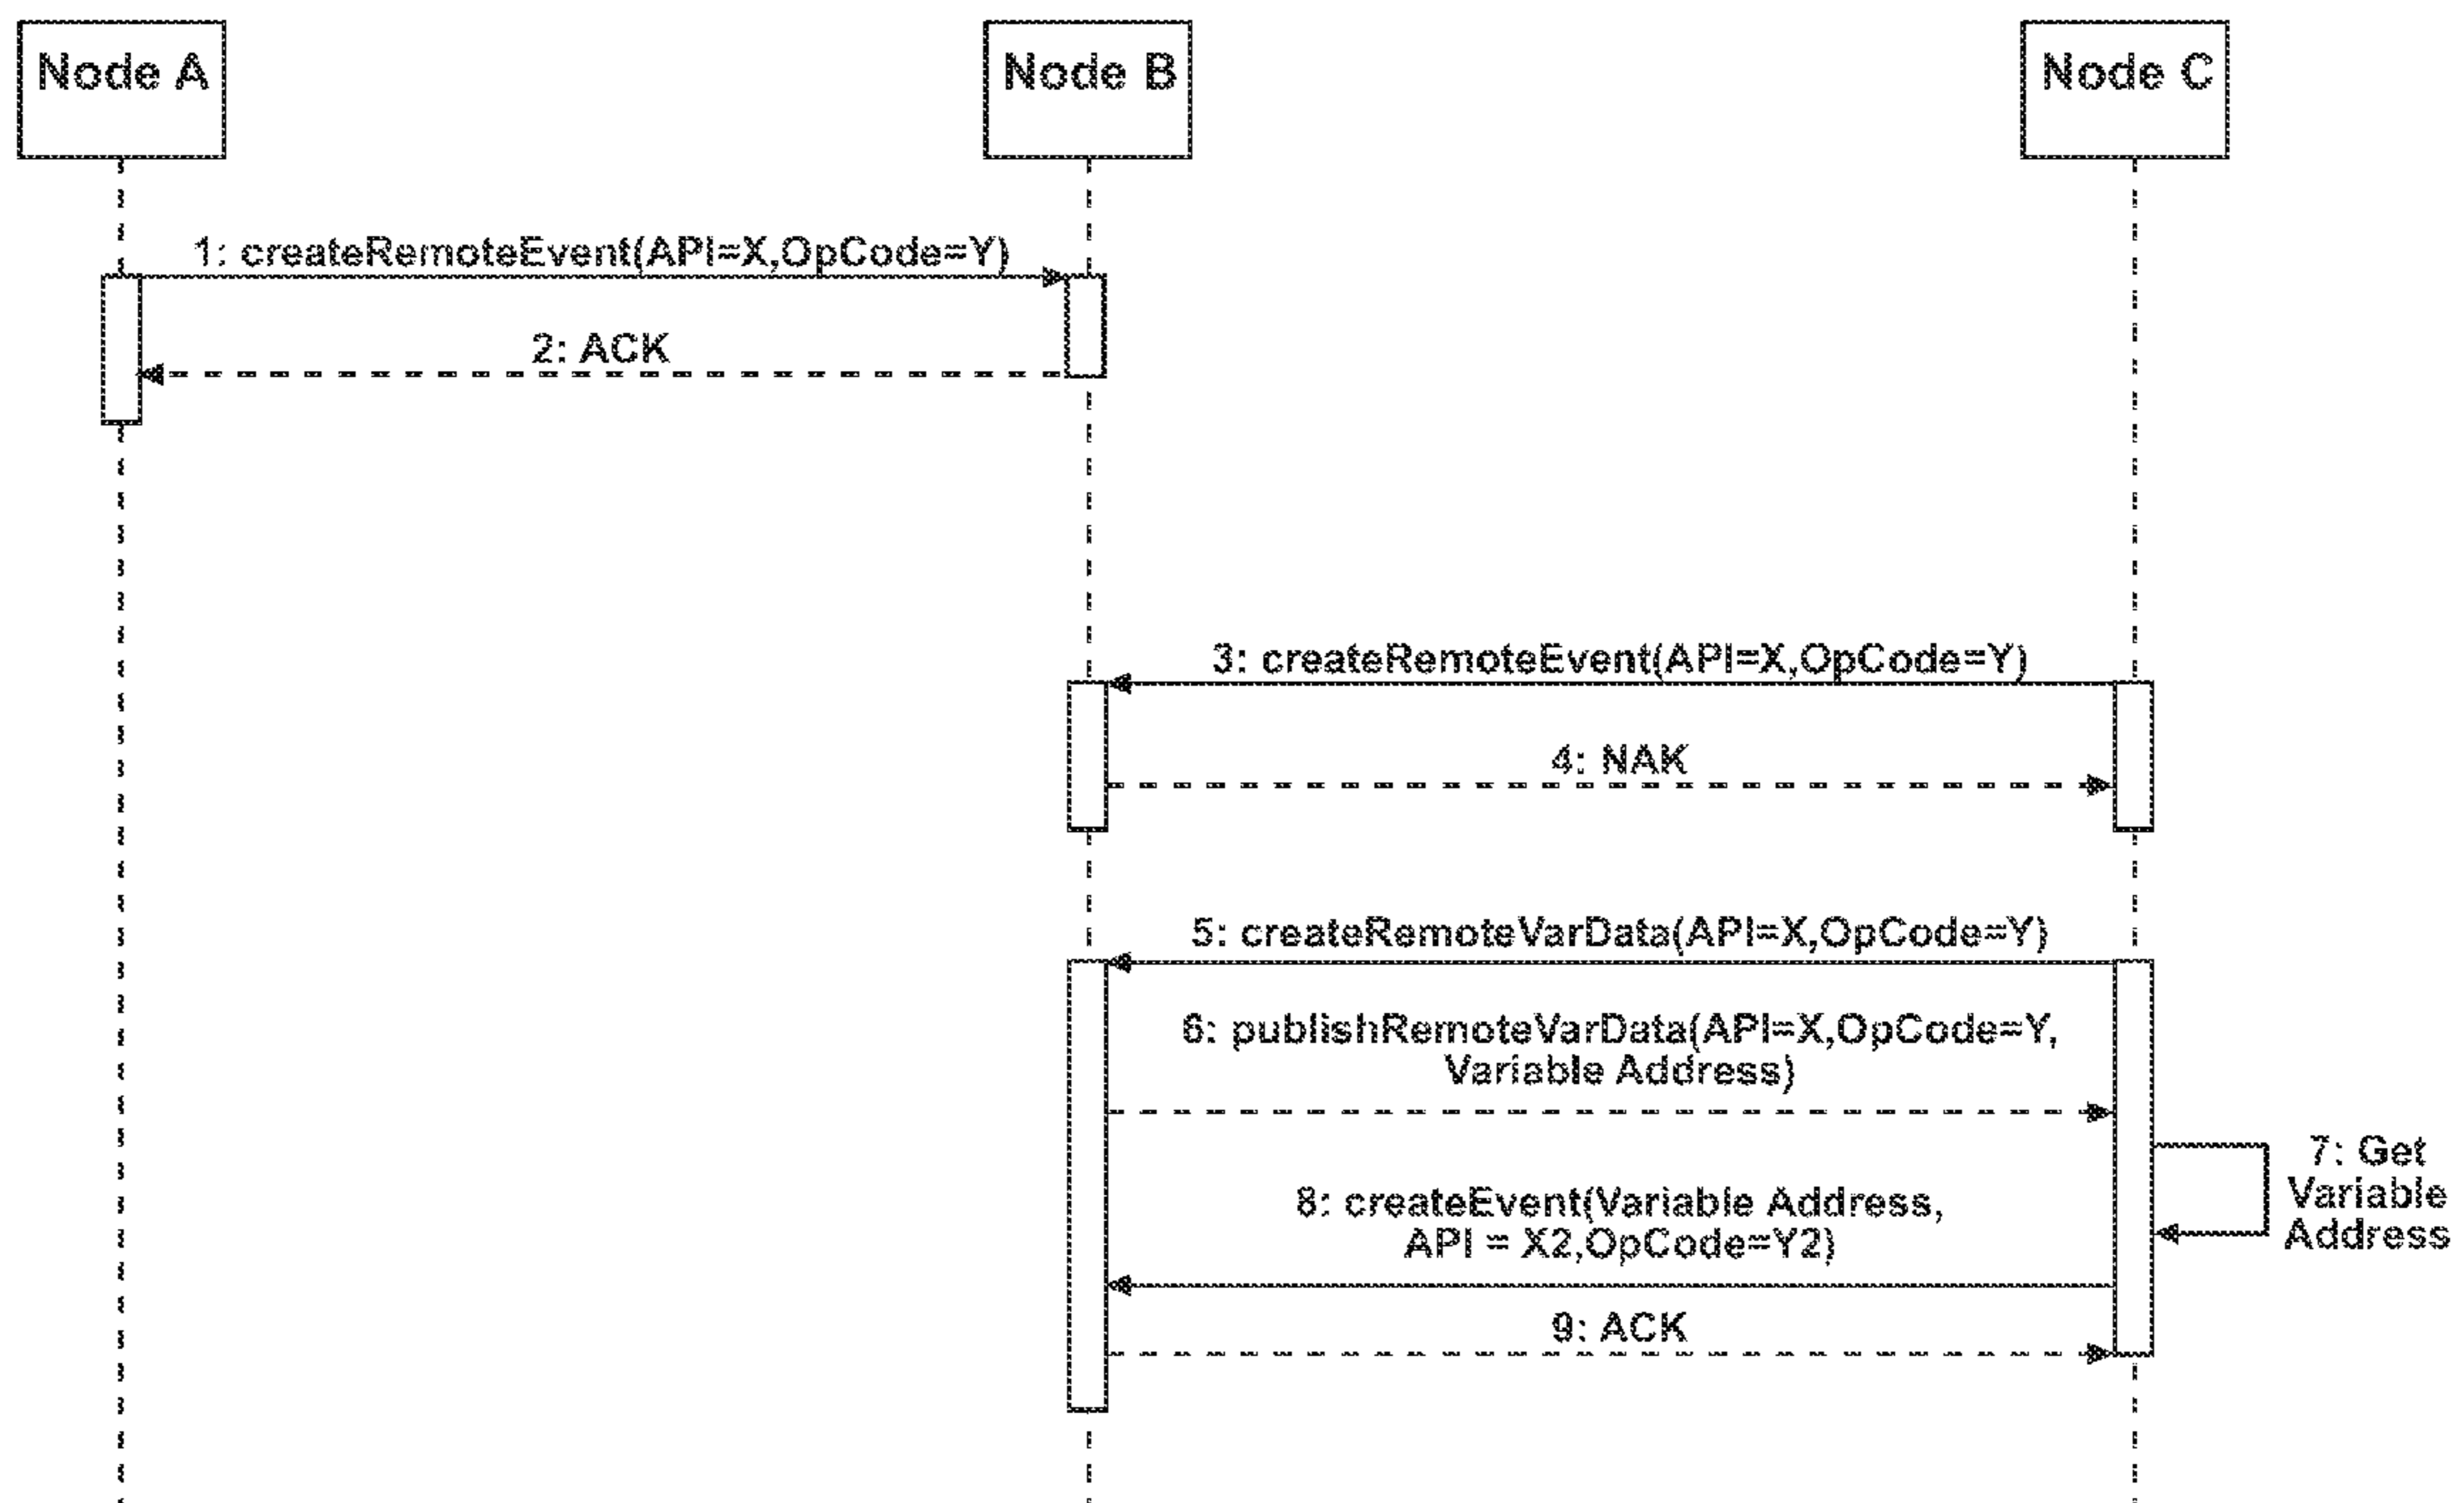 Node A
Node B
Node C
1: createRemoteEvent(API=X,OpCode=Y)
2: ACK
3: createRemoteEvent(API=X,OpCode=Y)
4: NAK
5: createRemoteVarData(API=X,OpCode=Y)
6: publishRemoteVarData(API=X,OpCode=Y,
Variable Address)
7: Get
Variable
Address
8: createEvent(Variable Address,
API = X2,OpCode=Y2)
9: ACK